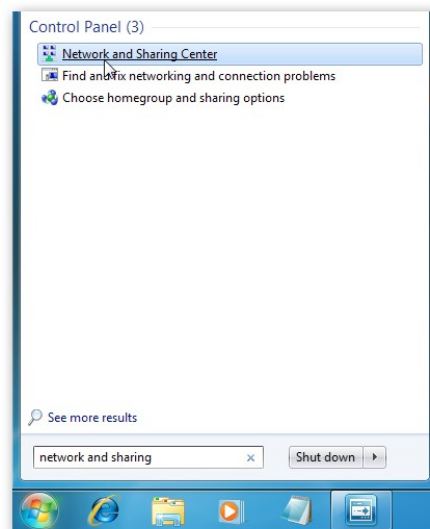 Control Panel (3)
Network and Sharing Center
Find and fix networking and connection problems
Choose homegroup and sharing options
See more results
network and sharing
Shut down